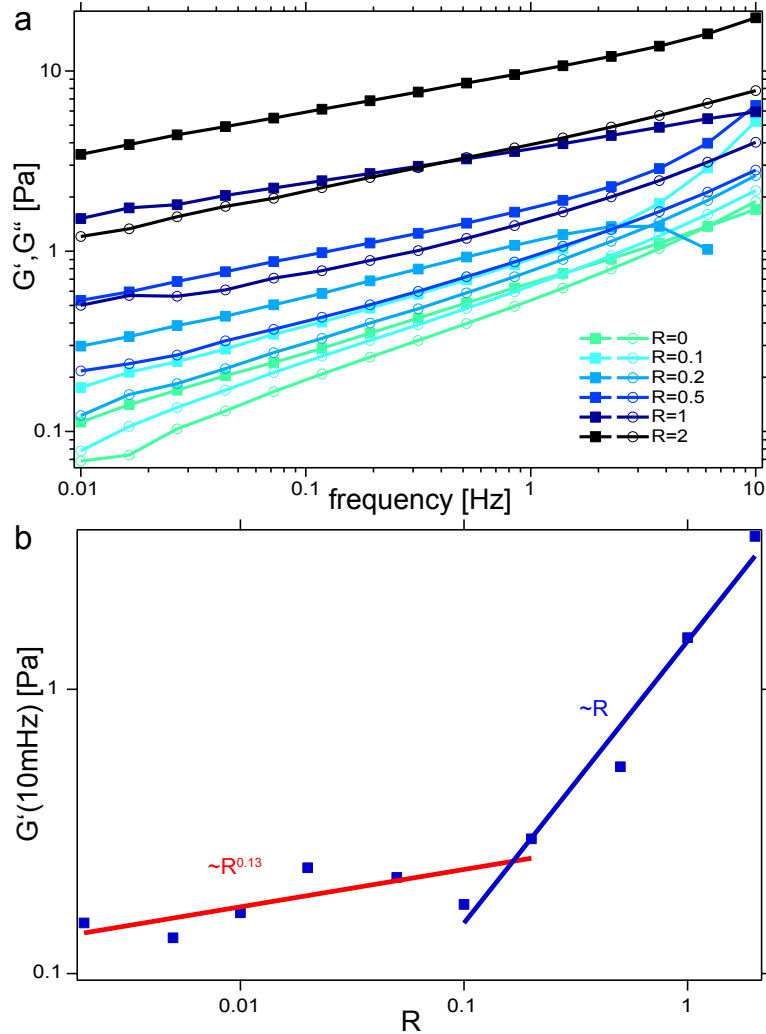 a
G‘, G“ [Pa]
10
1
0.1
R=0
R=0.1
R=0.2
R=0.5
R=1
R=2
0.01
0.1
1
10
frequency [Hz]
b
G‘(10mHz) [Pa]
1
0.1
~R
~R^0.13
0.01
0.1
1
R